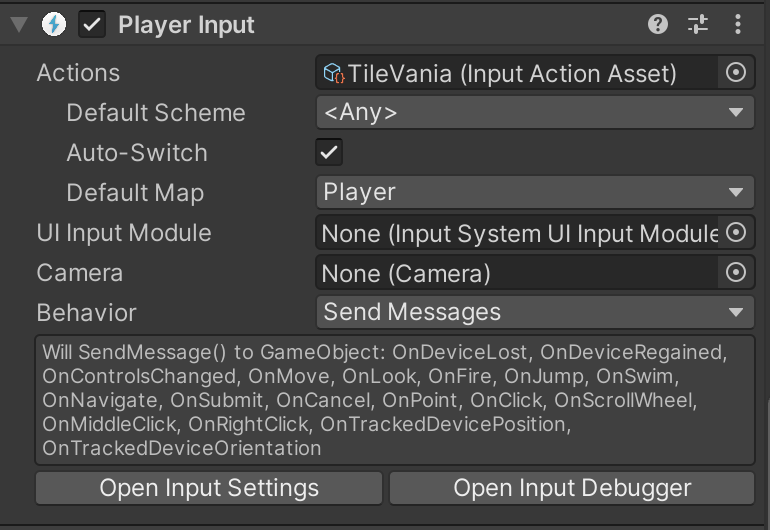 Player Input
Actions TileVania (Input Action Asset)
Default Scheme <Any>
Auto-Switch
Default Map Player
UI Input Module None (Input System UI Input Module
Camera None (Camera)
Behavior Send Messages
Will SendMessage() to GameObject: OnDeviceLost, OnDeviceRegained,
OnControlsChanged, OnMove, OnLook, OnFire, OnJump, OnSwim,
OnNavigate, OnSubmit, OnCancel, OnPoint, OnClick, OnScrollWheel,
OnMiddleClick, OnRightClick, OnTrackedDevicePosition,
OnTrackedDeviceOrientation
Open Input Settings Open Input Debugger